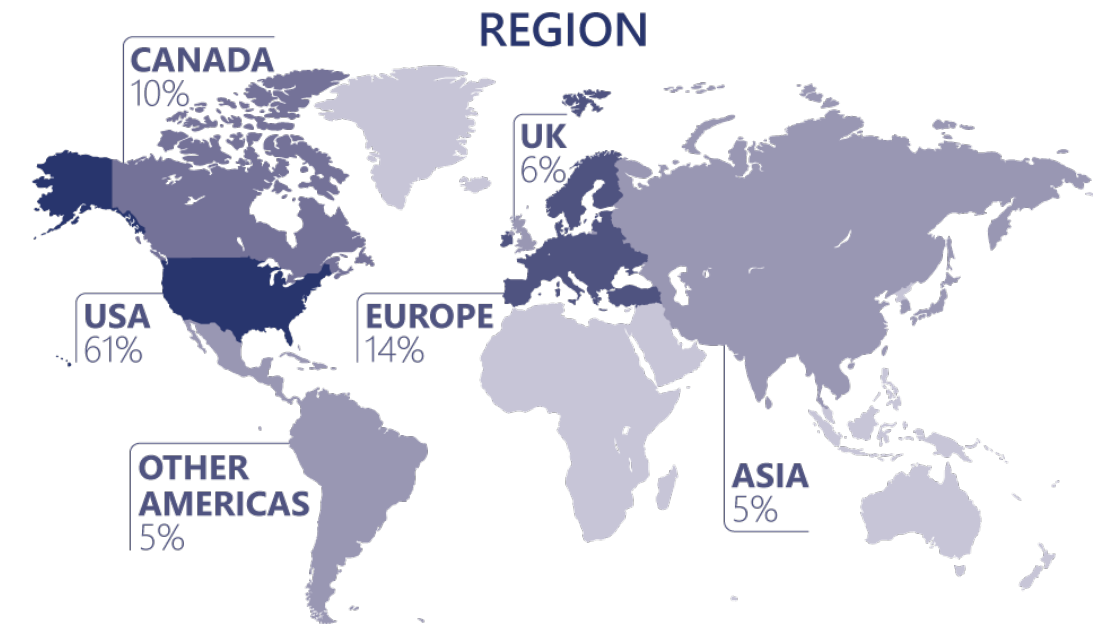 REGION
CANADA
10%
UK
6%
USA
61%
EUROPE
14%
OTHER
AMERICAS
5%
ASIA
5%